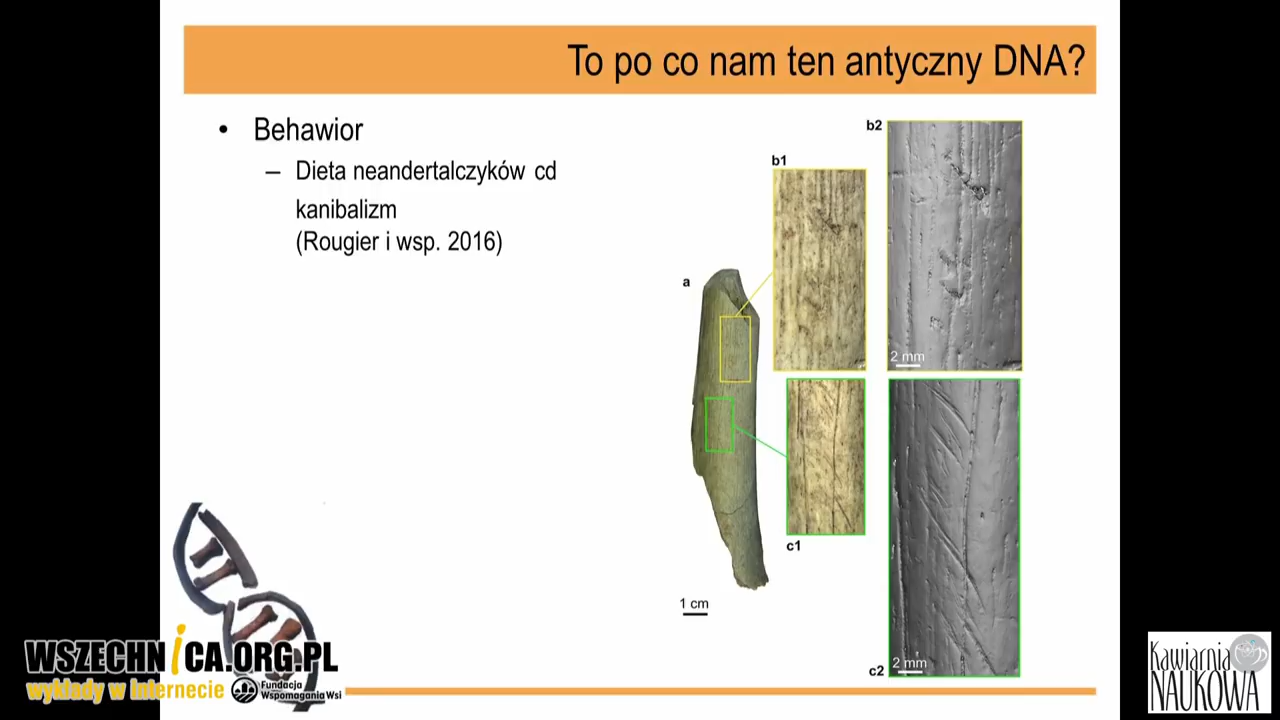 To po co nam ten antyczny DNA?
• Behawior
– Dieta neandertalczyków cd
kanibalizm
(Rougier i wsp. 2016)
b2
b1
a
2 mm
c1
1 cm
c2
2 mm
WSZECHNiCA.ORG.PL
wykłady w internecie
Fundacja
Wspomagania Wsi
Kawiarnia
NAUKOWA